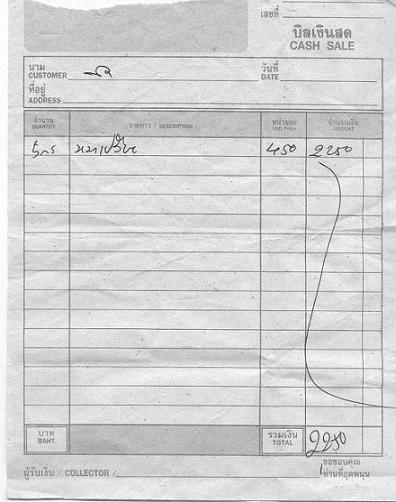 เลขที่
บิลเงินสด
CASH SALE
นาม
CUSTOMER
วันที่
DATE
ที่อยู่
ADDRESS
จำนวน รายการ / DESCRIPTION หน่วยละ จำนวนเงิน
QUANTITY Unit Price AMOUNT
450 2250
บาท
BAHT
รวมเงิน
TOTAL
2250
ผู้รับเงิน / COLLECTOR /
ขอขอบคุณ
ท่านที่อุดหนุน